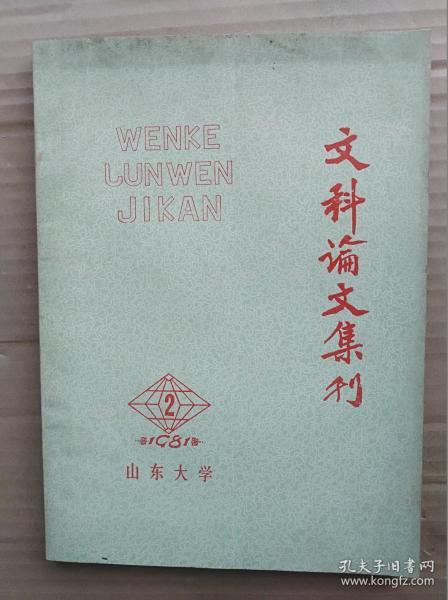 WENKE
LUNWEN
JIKAN
文科论文集刊
2
1981
山东大学
孔夫子旧书网
www.kongfz.com